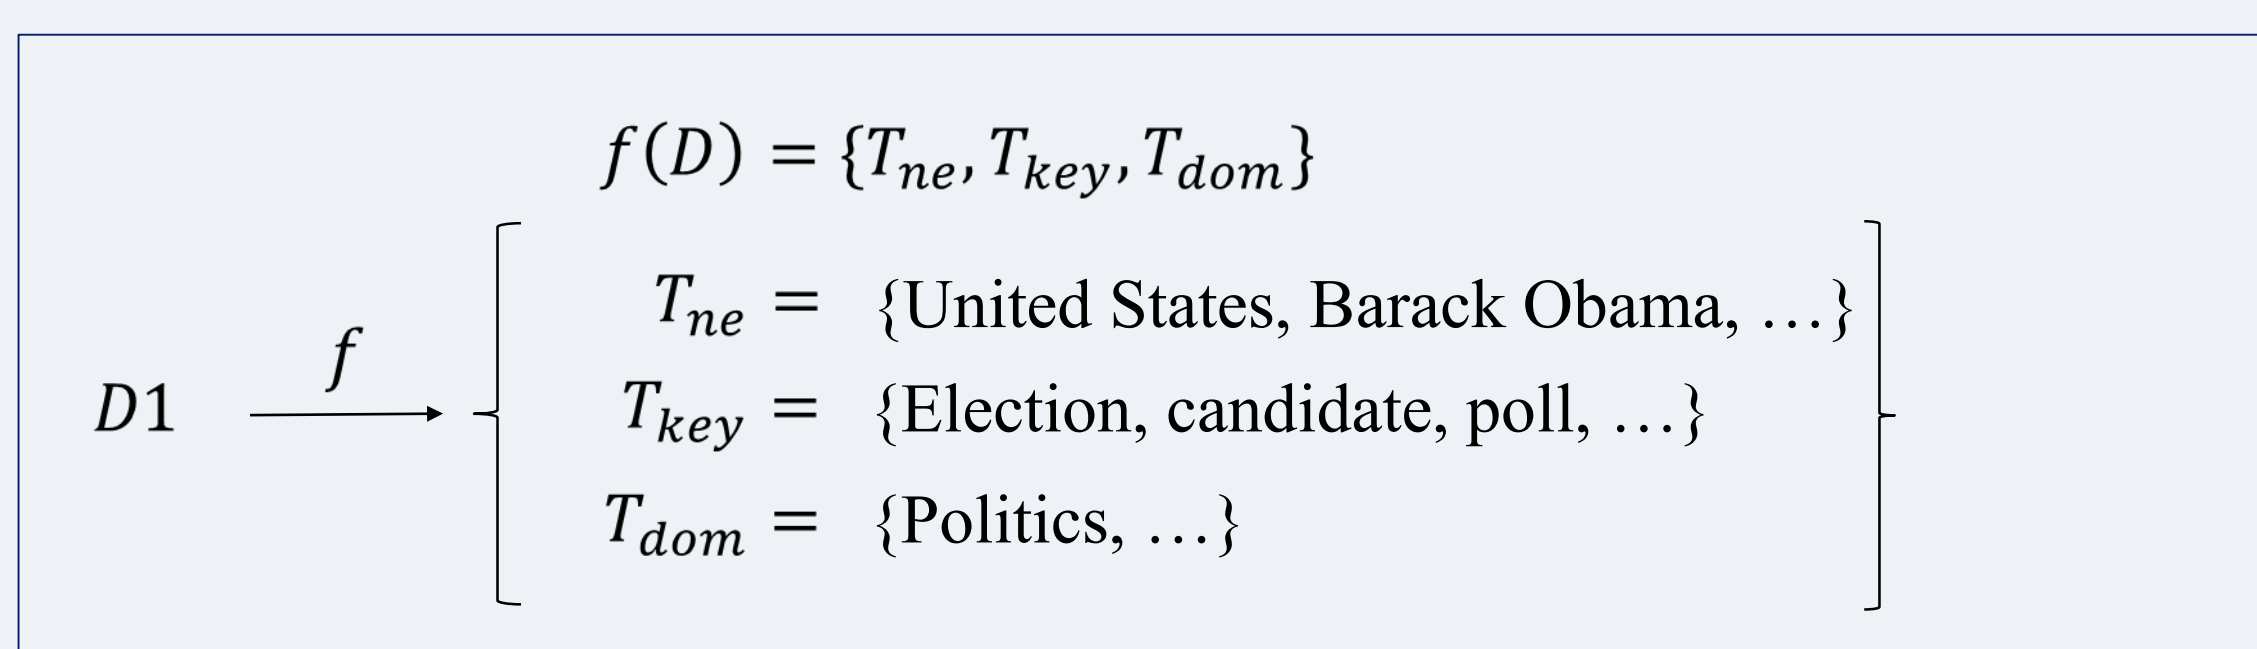 f(D) = {T_ne, T_key, T_dom}
T_ne = {United States, Barack Obama, …}
f
D1
T_key = {Election, candidate, poll, …}
T_dom = {Politics, …}